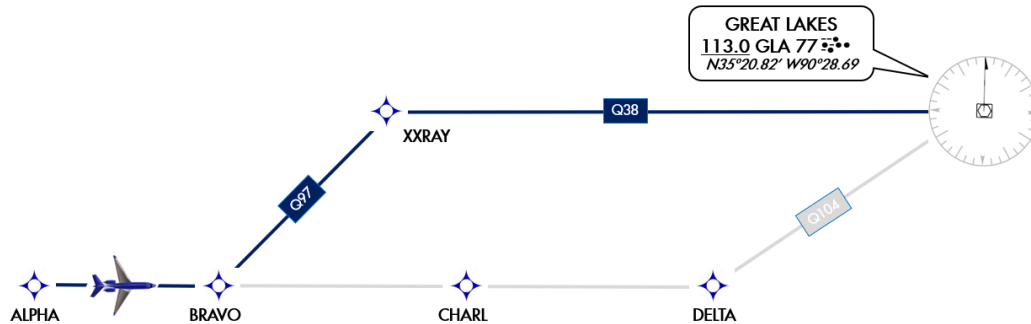 GREAT LAKES
113.0 GLA 77
N35°20.82' W90°28.69
Q38
XXRAY
Q97
Q104
ALPHA
BRAVO
CHARL
DELTA